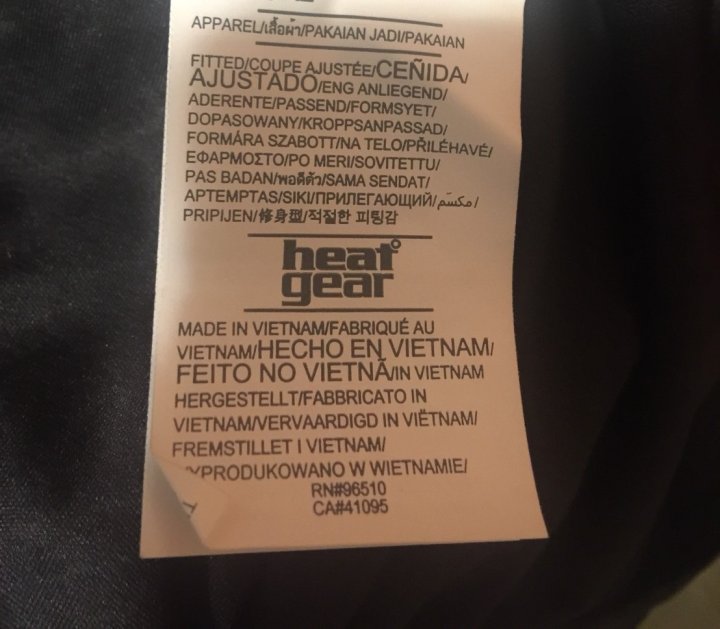 APPAREL/เสื้อผ้า/PAKAIAN JADI/PAKAIAN
FITTED/COUPE AJUSTÉE/CEÑIDA/
AJUSTADO/ENG ANLIEGEND/
ADERENTE/PASSEND/FORMSYET/
DOPASOWANY/KROPPSANPASSAD/
FORMÁRA SZABOTT/NA TELO/PŘILÉHAVÉ/
ΕΦΑΡΜΟΣΤΟ/PO MERI/SOVITETTU/
PAS BADAN/พอดีตัว/SAMA SENDAT/
APTEMPTAS/SIKI/ПРИЛЕГАЮЩИЙ/مكسّم/
PRIPIJEN/修身型/적절한 피팅감
heat gear
MADE IN VIETNAM/FABRIQUÉ AU
VIETNAM/HECHO EN VIETNAM/
FEITO NO VIETNÃ/IN VIETNAM
HERGESTELLT/FABBRICATO IN
VIETNAM/VERVAARDIGD IN VIËTNAM/
FREMSTILLET I VIETNAM/
YPRODUKOWANO W WIETNAMIE/
RN#96510
CA#41095